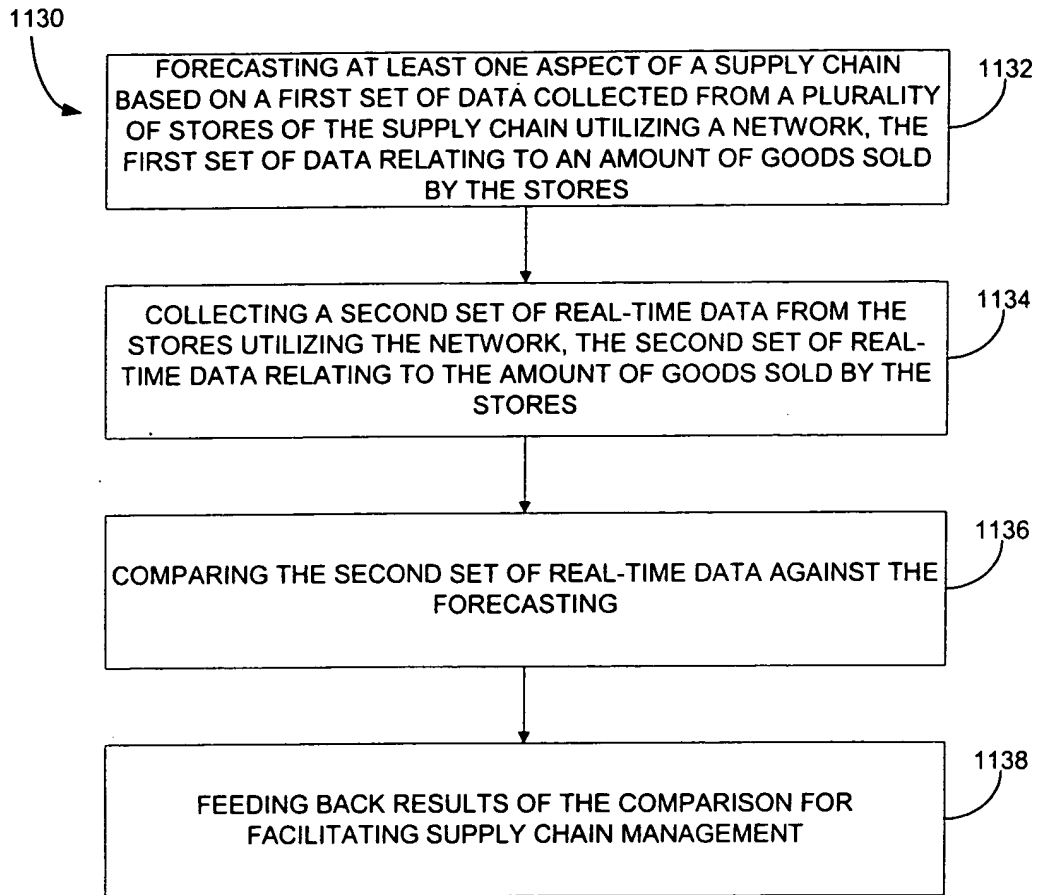 1130
FORECASTING AT LEAST ONE ASPECT OF A SUPPLY CHAIN
BASED ON A FIRST SET OF DATA COLLECTED FROM A PLURALITY
OF STORES OF THE SUPPLY CHAIN UTILIZING A NETWORK, THE
FIRST SET OF DATA RELATING TO AN AMOUNT OF GOODS SOLD
BY THE STORES
1132
COLLECTING A SECOND SET OF REAL-TIME DATA FROM THE
STORES UTILIZING THE NETWORK, THE SECOND SET OF REAL-
TIME DATA RELATING TO THE AMOUNT OF GOODS SOLD BY THE
STORES
1134
COMPARING THE SECOND SET OF REAL-TIME DATA AGAINST THE
FORECASTING
1136
FEEDING BACK RESULTS OF THE COMPARISON FOR
FACILITATING SUPPLY CHAIN MANAGEMENT
1138